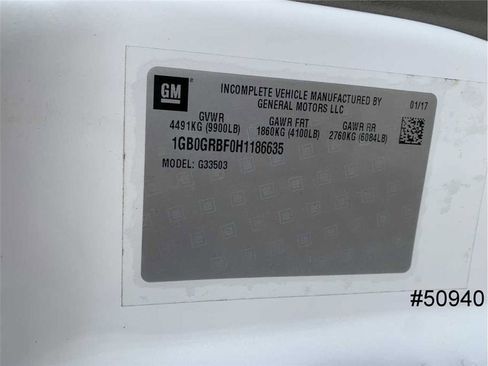 GM
INCOMPLETE VEHICLE MANUFACTURED BY
GENERAL MOTORS LLC
01/17
GVWR GAWR FRT GAWR RR
4491KG (9900LB) 1860KG (4100LB) 2760KG (6084LB)
1GB0GRBF0H1186635
MODEL: G33503
#50940